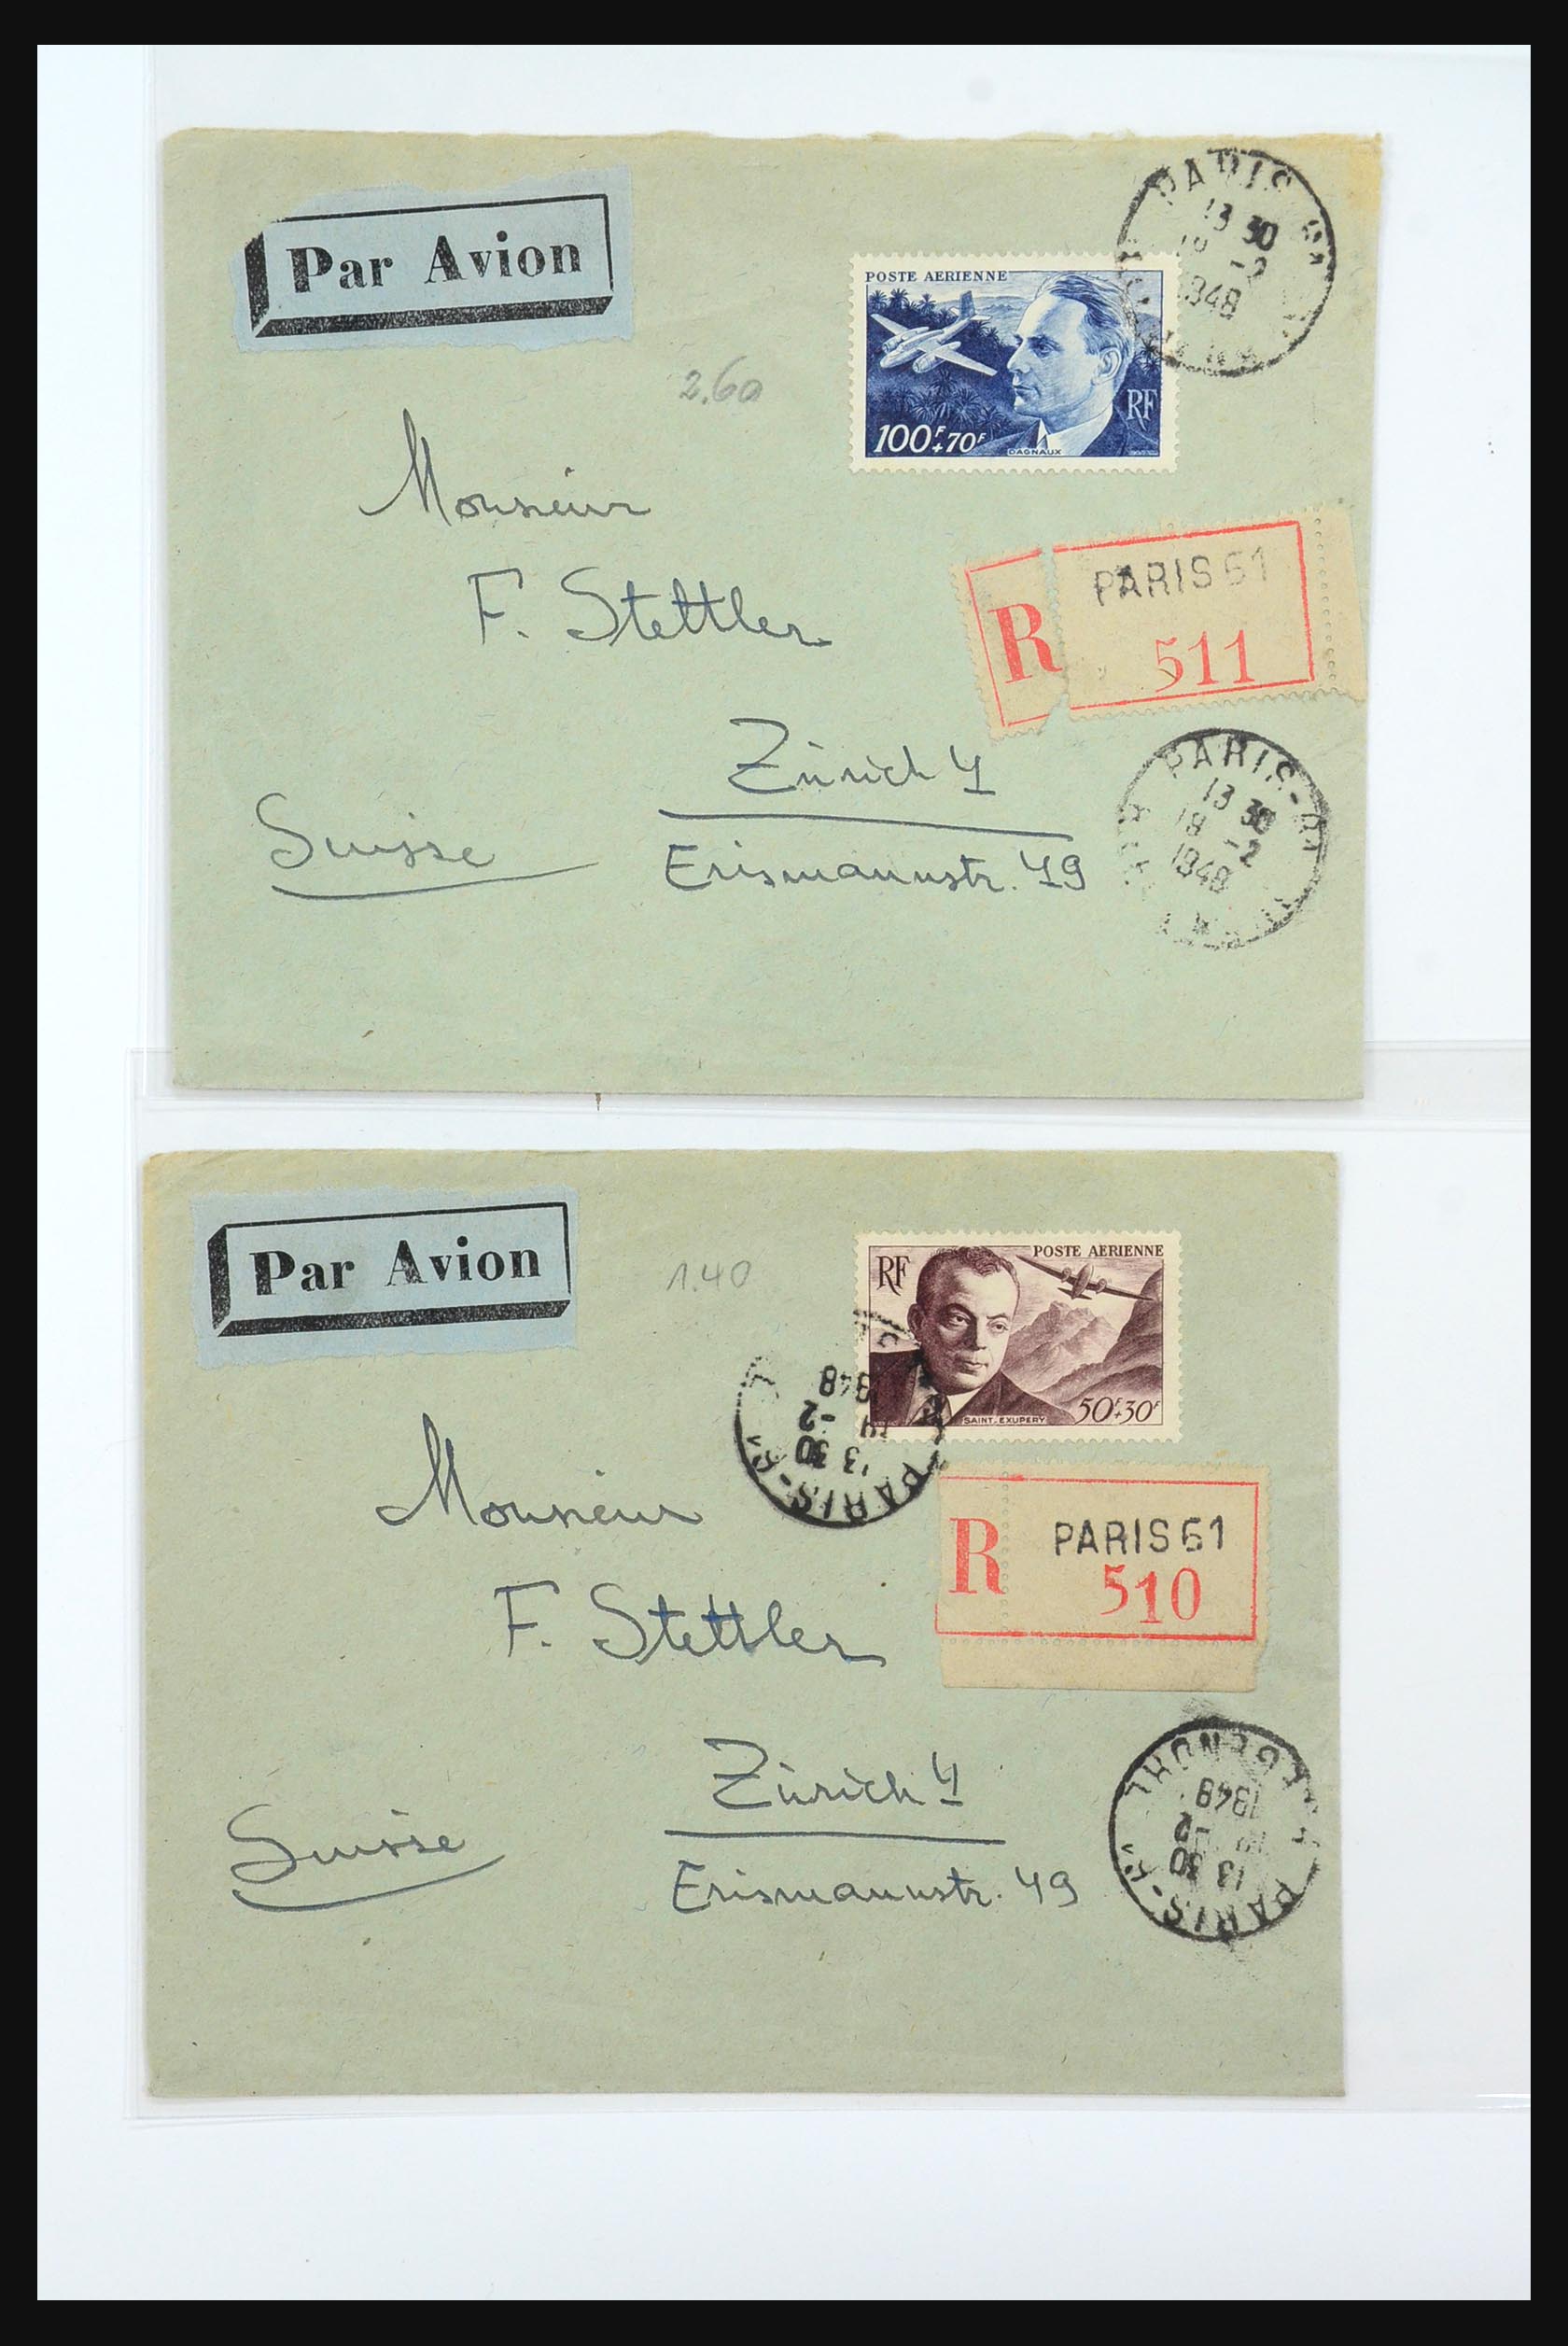 Par Avion
PARIS
13 30
-2
1948
POSTE AERIENNE
RF
100F+70F
DAGNAUX
2.60
Monsieur
F. Stettler
R
PARIS 61
511
Zürich 4
Suisse
Erismannstr. 49
PARIS-
13 30
18 -2
1948
Par Avion
1.40
RF
POSTE AERIENNE
SAINT-EXUPERY
50F+30F
PARIS-
13 30
-2
1948
Monsieur
F. Stettler
R
PARIS 61
510
Zürich 4
Suisse
Erismannstr. 49
PARIS-
13 30
-2
1948